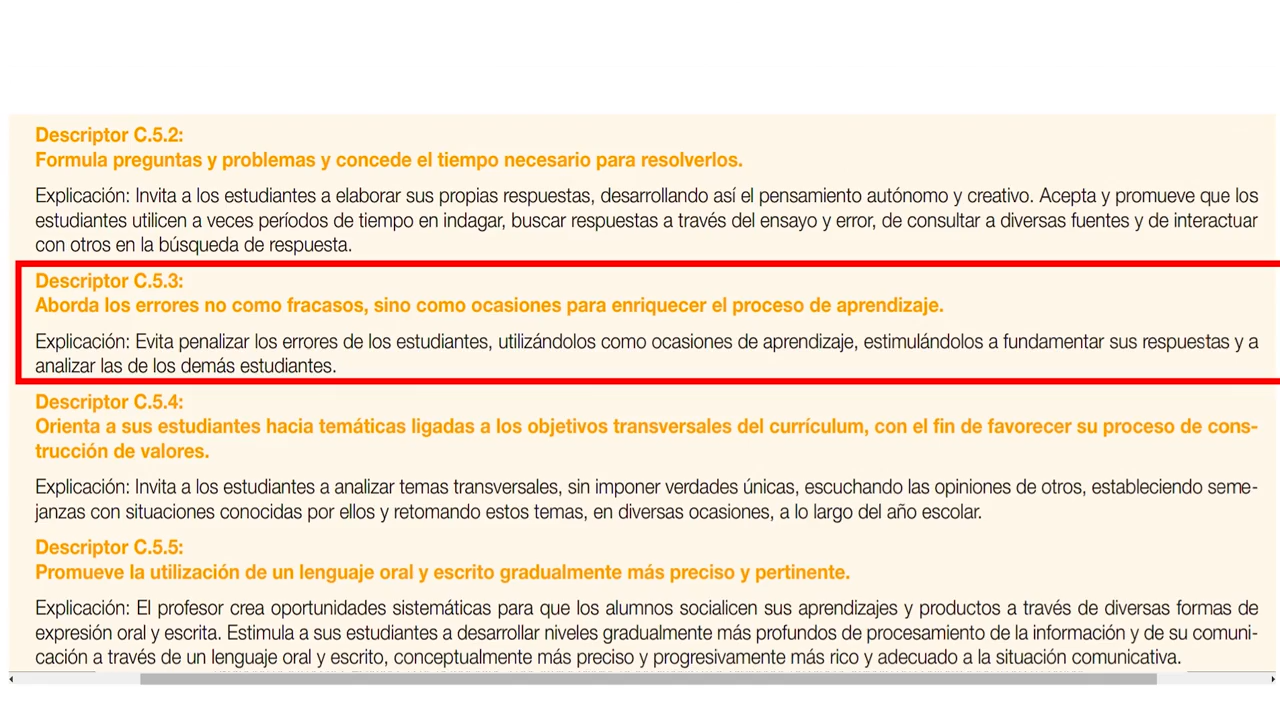 Descriptor C.5.2:
Formula preguntas y problemas y concede el tiempo necesario para resolverlos.
Explicación: Invita a los estudiantes a elaborar sus propias respuestas, desarrollando así el pensamiento autónomo y creativo. Acepta y promueve que los
estudiantes utilicen a veces períodos de tiempo en indagar, buscar respuestas a través del ensayo y error, de consultar a diversas fuentes y de interactuar
con otros en la búsqueda de respuesta.
Descriptor C.5.3:
Aborda los errores no como fracasos, sino como ocasiones para enriquecer el proceso de aprendizaje.
Explicación: Evita penalizar los errores de los estudiantes, utilizándolos como ocasiones de aprendizaje, estimulándolos a fundamentar sus respuestas y a
analizar las de los demás estudiantes.
Descriptor C.5.4:
Orienta a sus estudiantes hacia temáticas ligadas a los objetivos transversales del currículum, con el fin de favorecer su proceso de cons-
trucción de valores.
Explicación: Invita a los estudiantes a analizar temas transversales, sin imponer verdades únicas, escuchando las opiniones de otros, estableciendo seme-
janzas con situaciones conocidas por ellos y retomando estos temas, en diversas ocasiones, a lo largo del año escolar.
Descriptor C.5.5:
Promueve la utilización de un lenguaje oral y escrito gradualmente más preciso y pertinente.
Explicación: El profesor crea oportunidades sistemáticas para que los alumnos socialicen sus aprendizajes y productos a través de diversas formas de
expresión oral y escrita. Estimula a sus estudiantes a desarrollar niveles gradualmente más profundos de procesamiento de la información y de su comuni-
cación a través de un lenguaje oral y escrito, conceptualmente más preciso y progresivamente más rico y adecuado a la situación comunicativa.